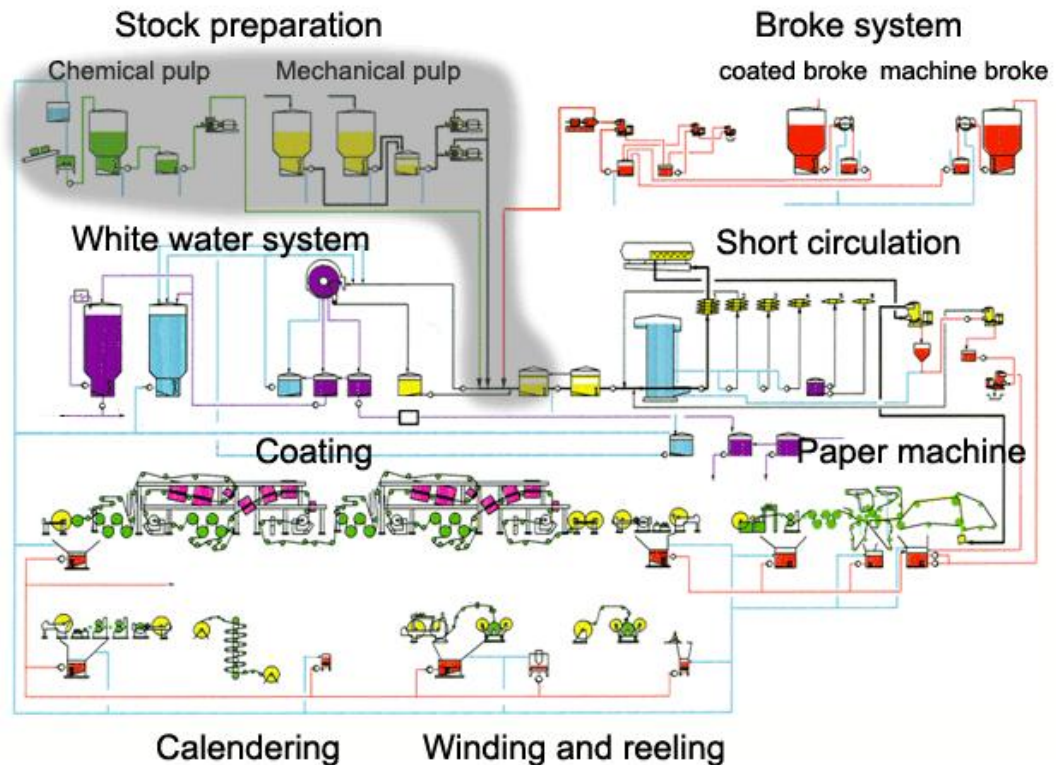 Stock preparation
Broke system
Chemical pulp
Mechanical pulp
coated broke
machine broke
White water system
Short circulation
Coating
Paper machine
Calendering
Winding and reeling